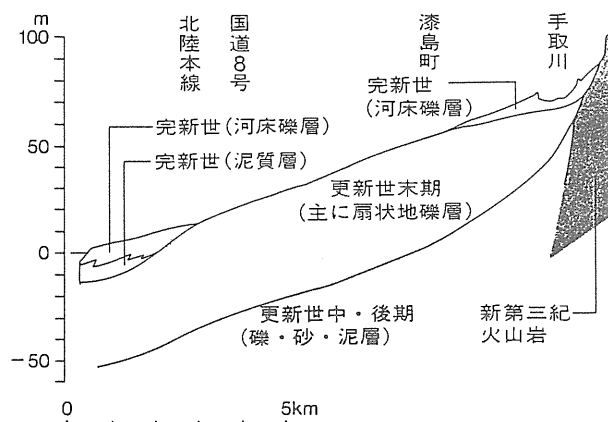 m
100
50
0
−50
北陸本線
国道8号
漆島町
手取川
完新世(河床礫層)
完新世(河床礫層)
完新世(泥質層)
更新世末期
(主に扇状地礫層)
更新世中・後期
(礫・砂・泥層)
新第三紀
火山岩
0
5km